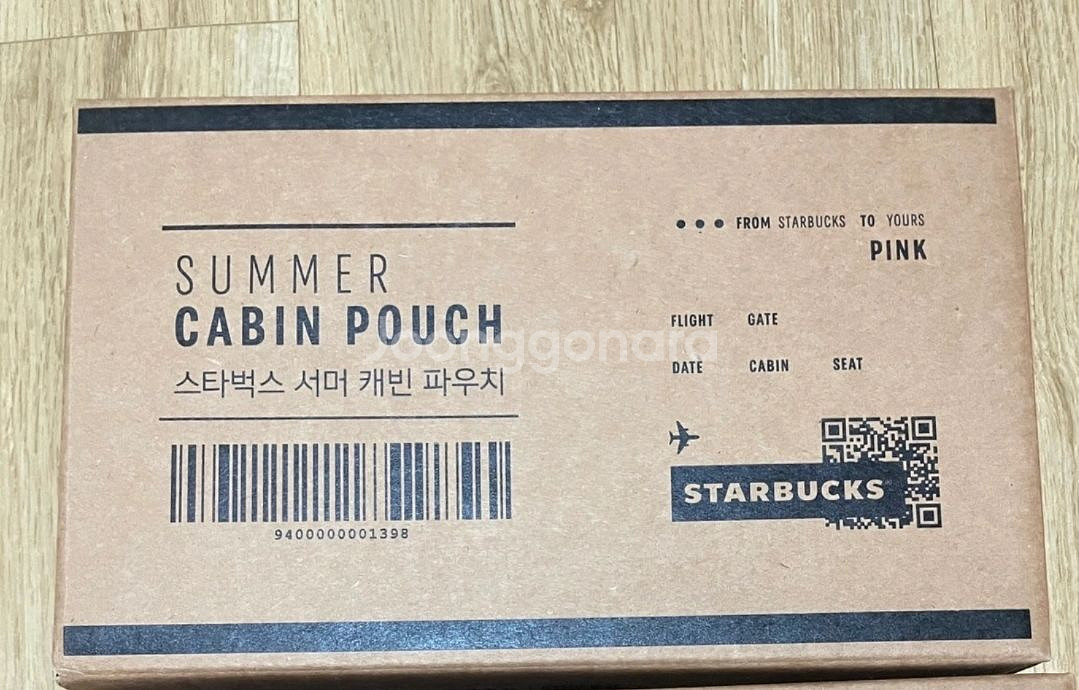 SUMMER
CABIN POUCH
스타벅스 서머 캐빈 파우치
9400000001398
FROM STARBUCKS TO YOURS
PINK
FLIGHT GATE
DATE CABIN SEAT
STARBUCKS
Joonggonara